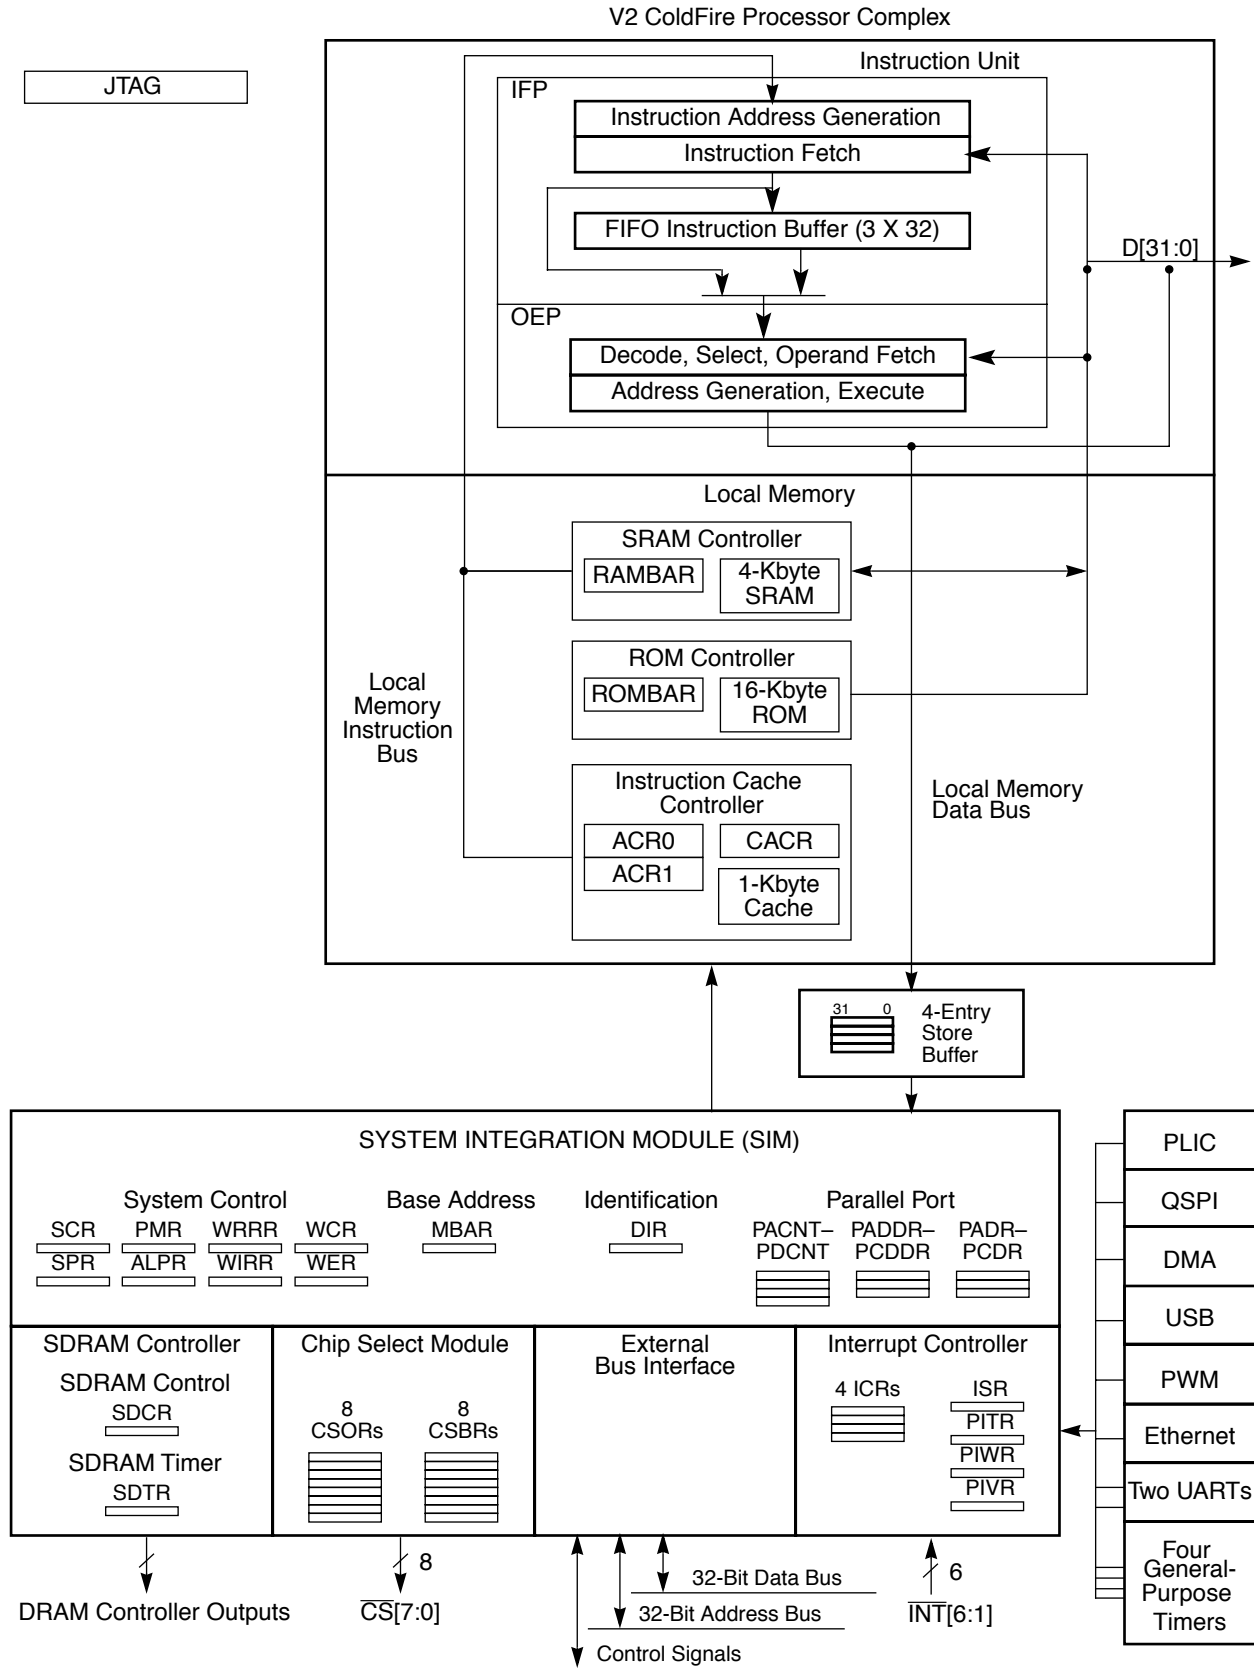 V2 ColdFire Processor Complex
JTAG
Instruction Unit
IFP
Instruction Address Generation
Instruction Fetch
FIFO Instruction Buffer (3 X 32)
D[31:0]
OEP
Decode, Select, Operand Fetch
Address Generation, Execute
Local Memory
SRAM Controller
RAMBAR
4-Kbyte
SRAM
ROM Controller
ROMBAR
16-Kbyte
ROM
Local
Memory
Instruction
Bus
Instruction Cache
Controller
ACR0
CACR
ACR1
1-Kbyte
Cache
Local Memory
Data Bus
31 0
4-Entry
Store
Buffer
SYSTEM INTEGRATION MODULE (SIM)
System Control
SCR PMR WRRR WCR
SPR ALPR WIRR WER
Base Address
MBAR
Identification
DIR
Parallel Port
PACNT–
PDCNT
PADDR–
PCDDR
PADR–
PCDR
PLIC
QSPI
DMA
USB
PWM
Ethernet
Two UARTs
Four
General-
Purpose
Timers
SDRAM Controller
SDRAM Control
SDCR
SDRAM Timer
SDTR
Chip Select Module
8
CSORs
8
CSBRs
External
Bus Interface
Interrupt Controller
4 ICRs
ISR
PITR
PIWR
PIVR
DRAM Controller Outputs
8
CS[7:0]
32-Bit Data Bus
32-Bit Address Bus
Control Signals
6
INT[6:1]